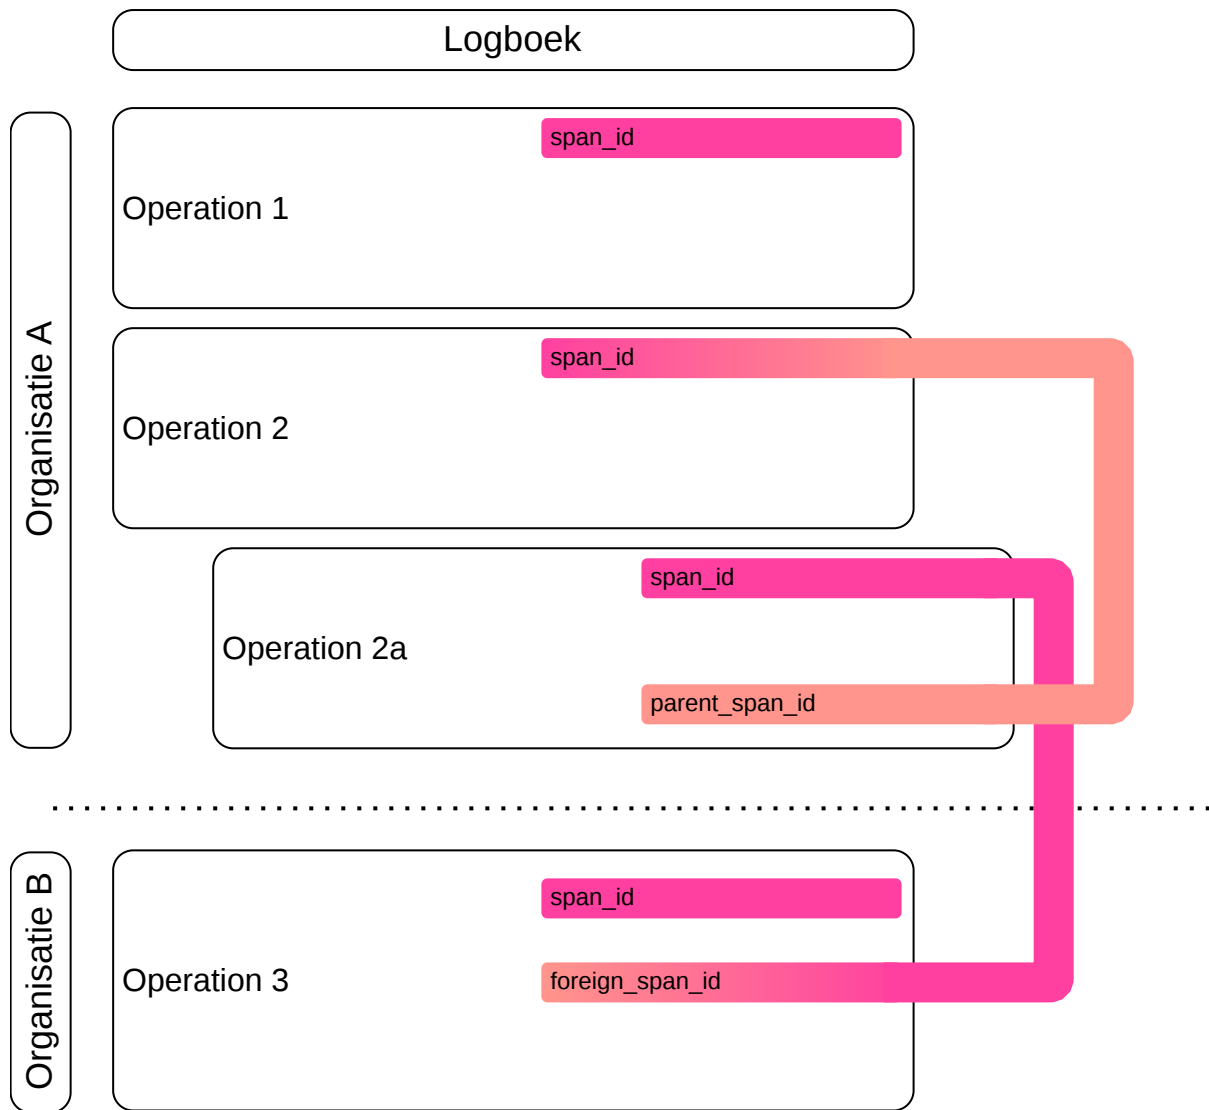 Logboek
Organisatie A
span_id
Operation 1
span_id
Operation 2
span_id
Operation 2a
parent_span_id
Organisatie B
span_id
Operation 3
foreign_span_id